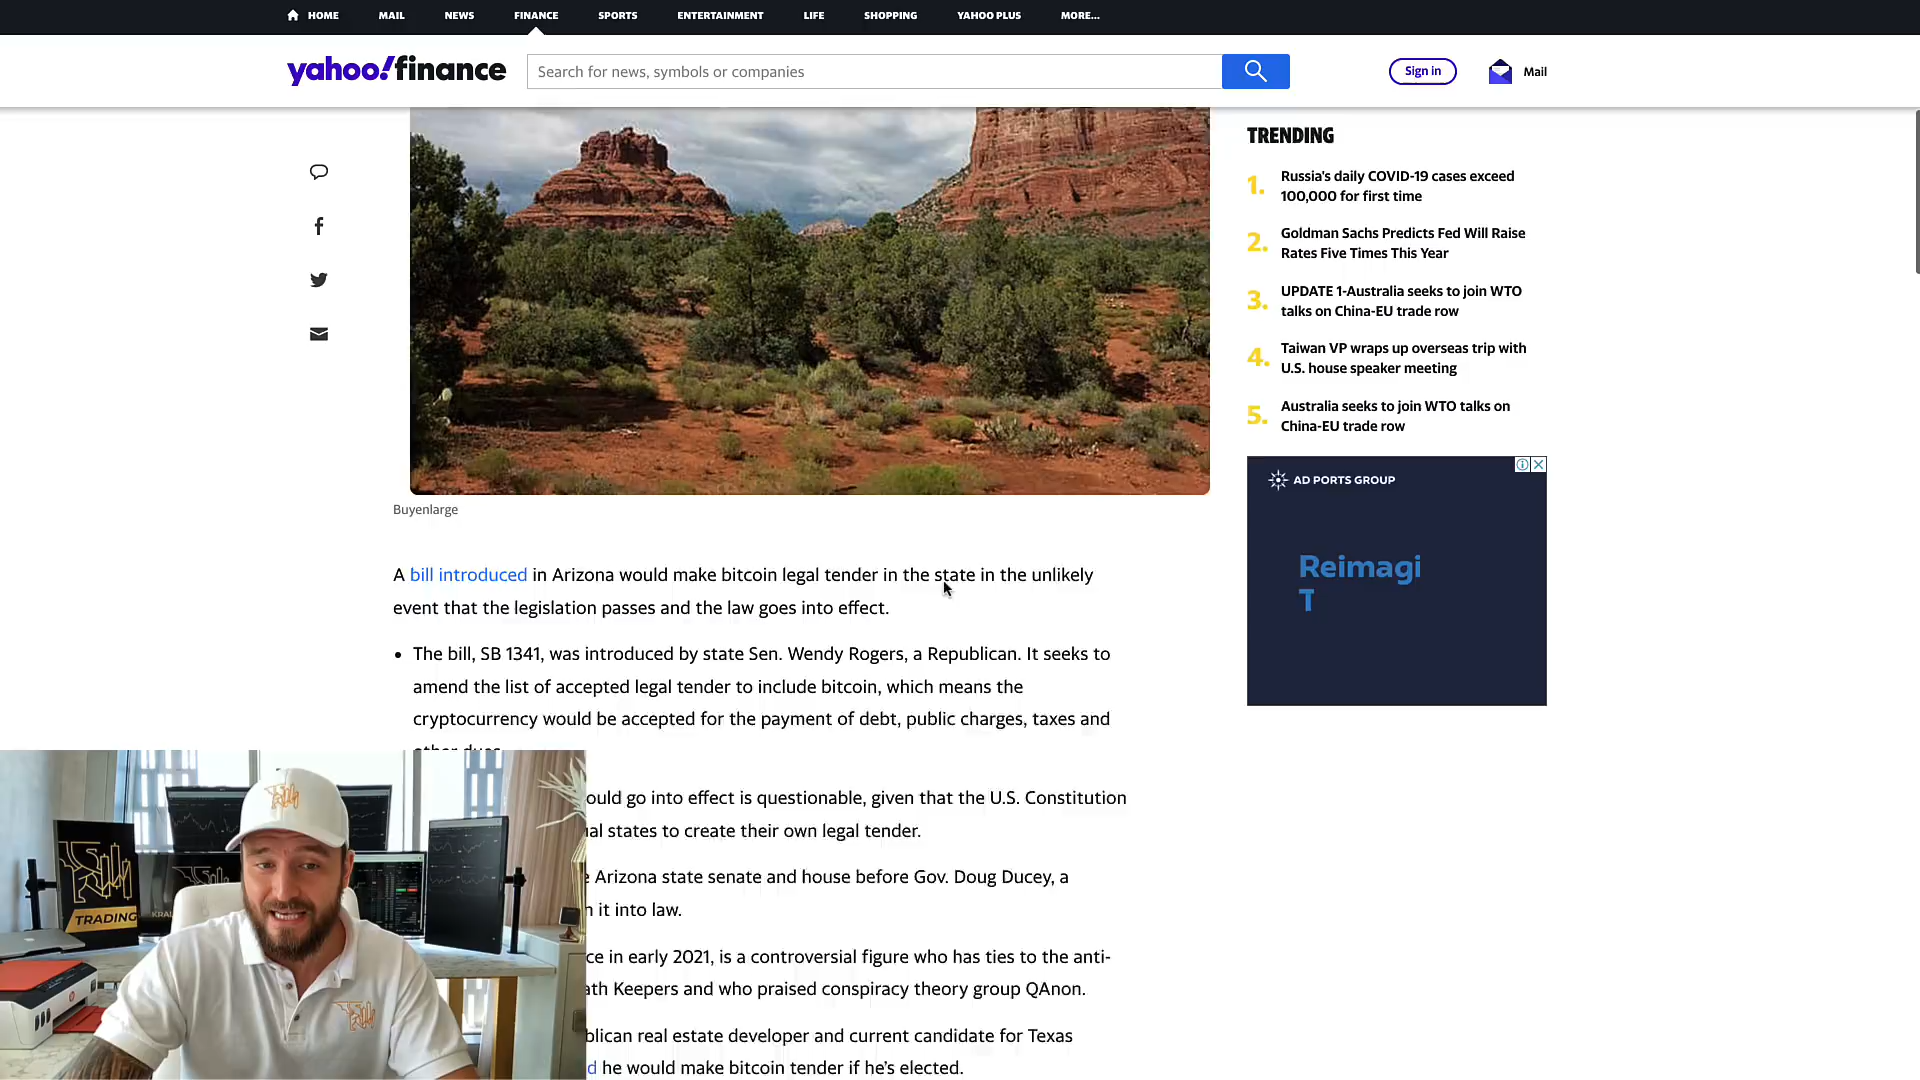 HOME MAIL NEWS FINANCE SPORTS ENTERTAINMENT LIFE SHOPPING YAHOO PLUS MORE...
yahoo!finance
Search for news, symbols or companies
Sign in
Mail
TRENDING
1. Russia's daily COVID-19 cases exceed
100,000 for first time
2. Goldman Sachs Predicts Fed Will Raise
Rates Five Times This Year
3. UPDATE 1-Australia seeks to join WTO
talks on China-EU trade row
4. Taiwan VP wraps up overseas trip with
U.S. house speaker meeting
5. Australia seeks to join WTO talks on
China-EU trade row
AD PORTS GROUP
Reimagi
T
Buyenlarge
A bill introduced in Arizona would make bitcoin legal tender in the state in the unlikely
event that the legislation passes and the law goes into effect.
• The bill, SB 1341, was introduced by state Sen. Wendy Rogers, a Republican. It seeks to
amend the list of accepted legal tender to include bitcoin, which means the
cryptocurrency would be accepted for the payment of debt, public charges, taxes and
other dues
ould go into effect is questionable, given that the U.S. Constitution
al states to create their own legal tender.
e Arizona state senate and house before Gov. Doug Ducey, a
n it into law.
ce in early 2021, is a controversial figure who has ties to the anti-
ath Keepers and who praised conspiracy theory group QAnon.
blican real estate developer and current candidate for Texas
d he would make bitcoin tender if he's elected.
TRADING